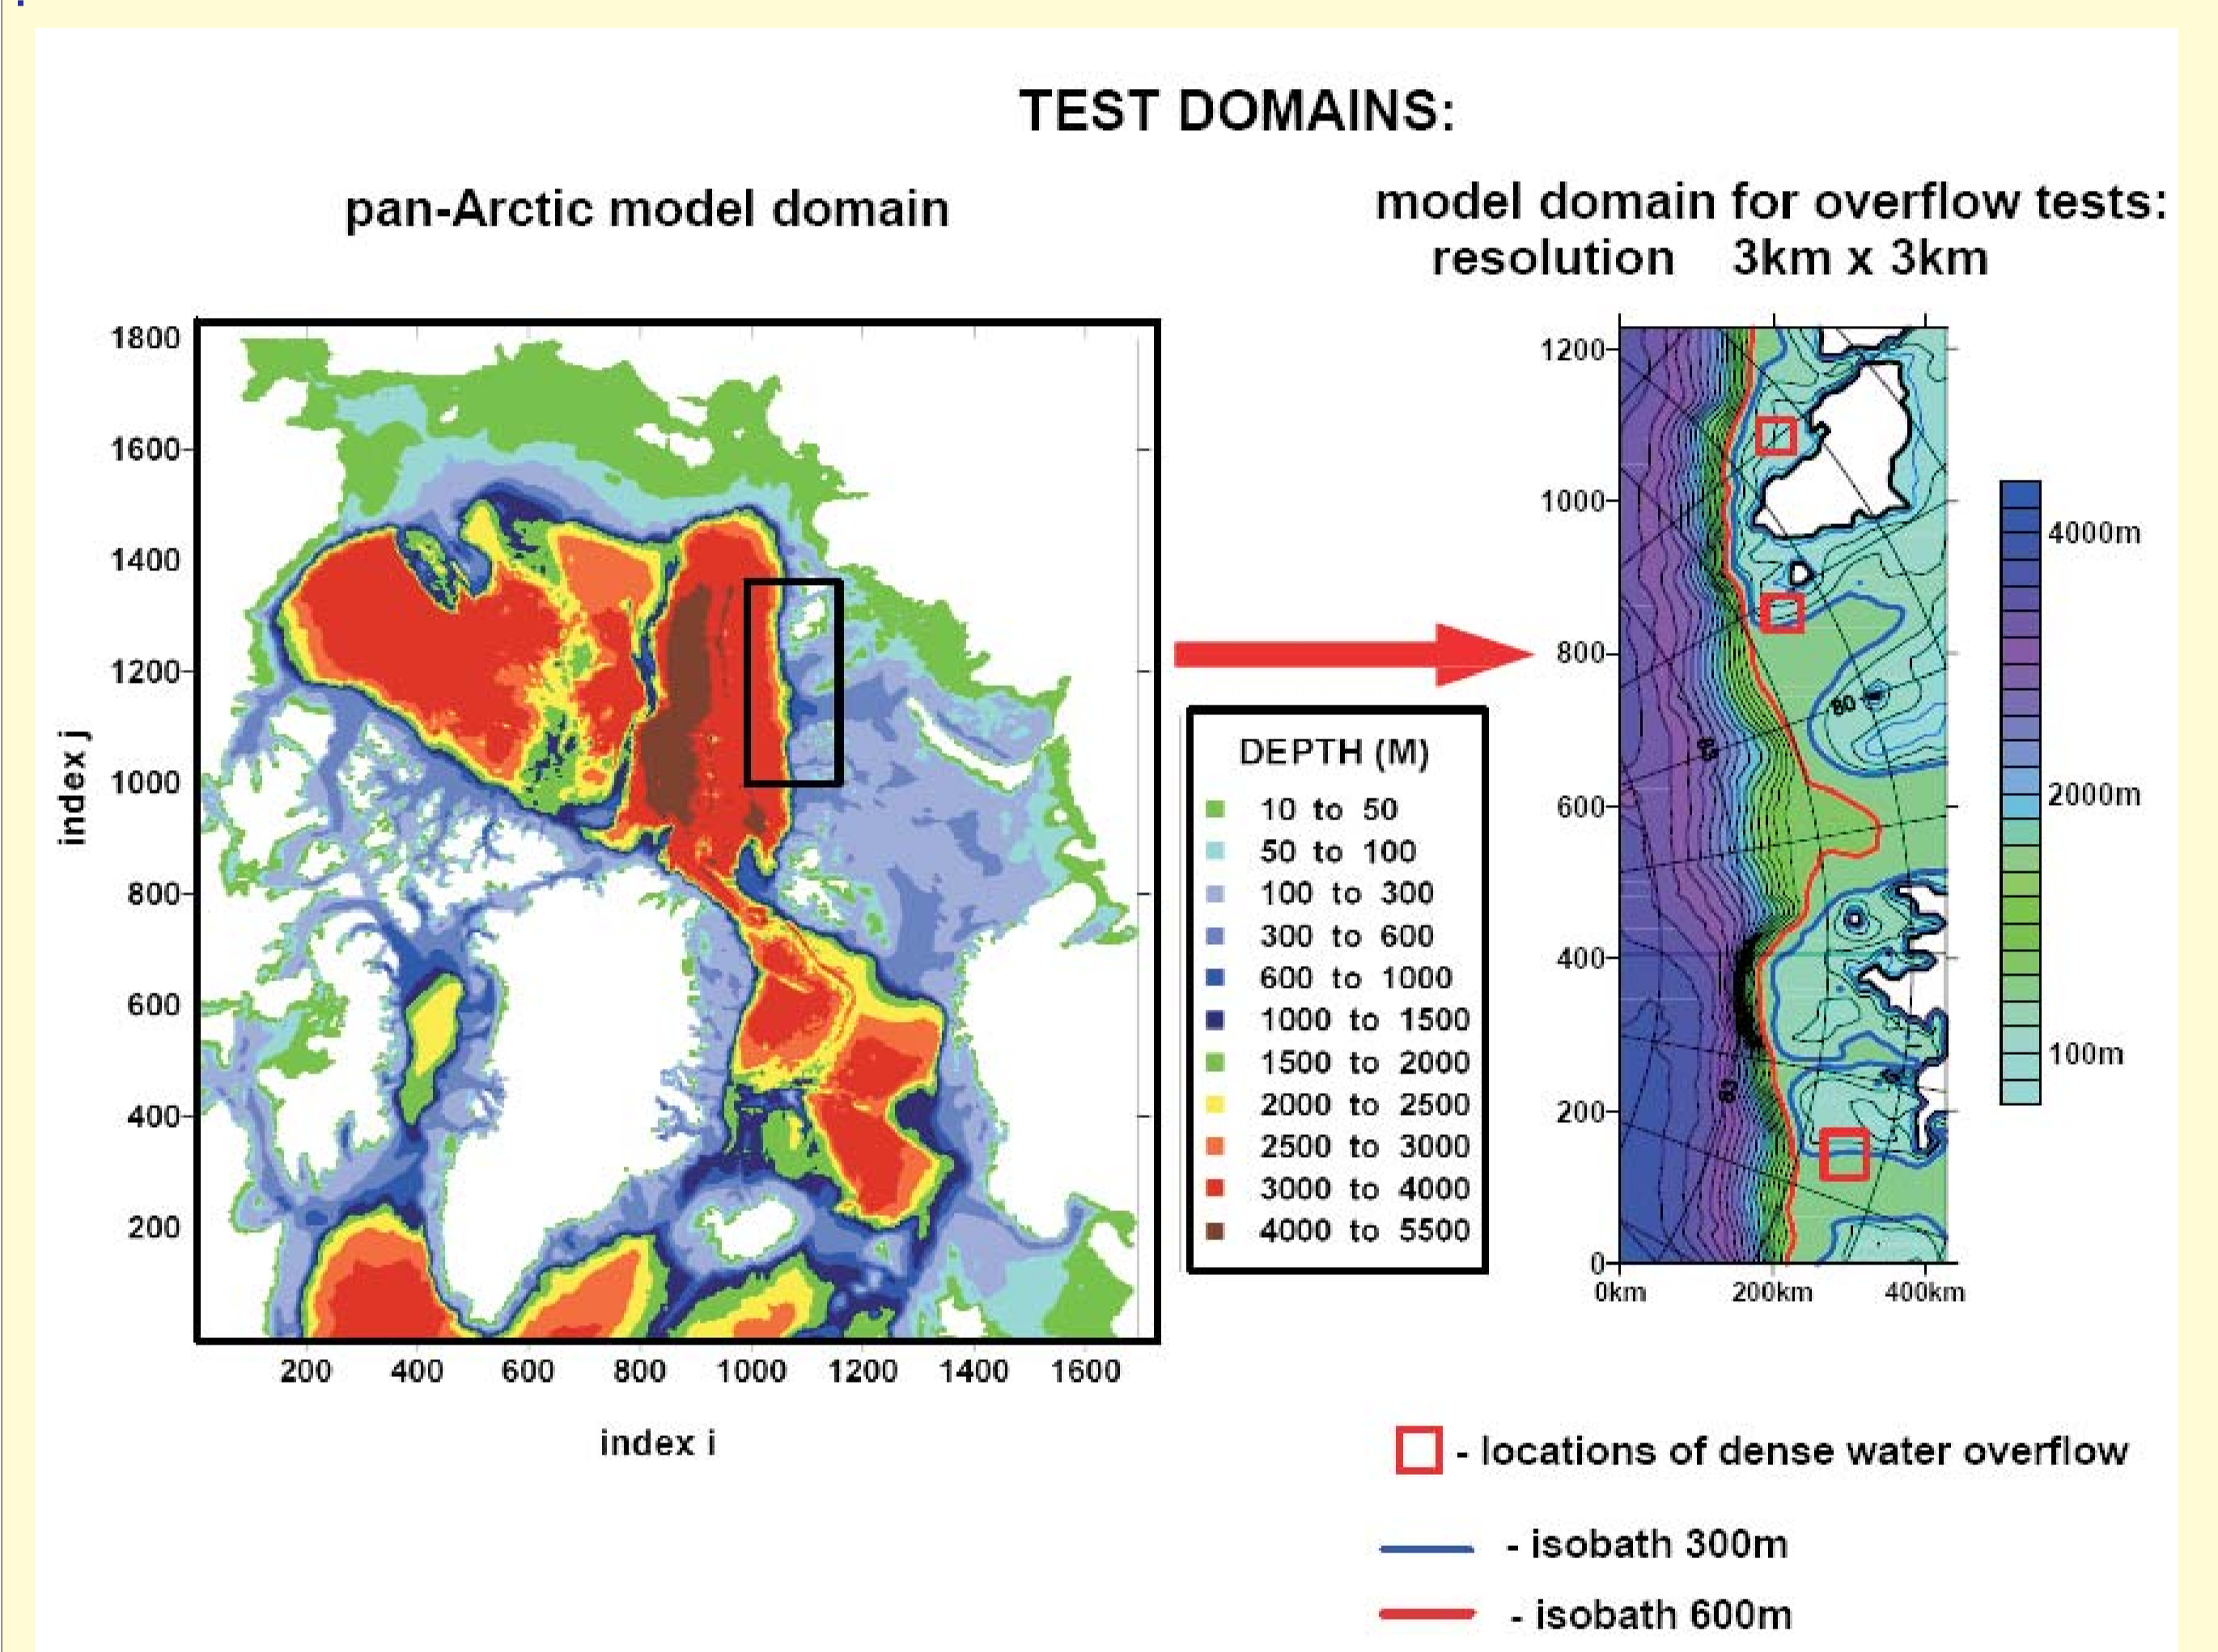 TEST DOMAINS:
pan-Arctic model domain
model domain for overflow tests:
resolution 3km x 3km
1800
1600
1400
1200
1000
800
600
400
200
index j
200 400 600 800 1000 1200 1400 1600
index i
DEPTH (M)
10 to 50
50 to 100
100 to 300
300 to 600
600 to 1000
1000 to 1500
1500 to 2000
2000 to 2500
2500 to 3000
3000 to 4000
4000 to 5500
1200
1000
800
600
400
200
0
0km 200km 400km
80
4000m
2000m
100m
- locations of dense water overflow
- isobath 300m
- isobath 600m